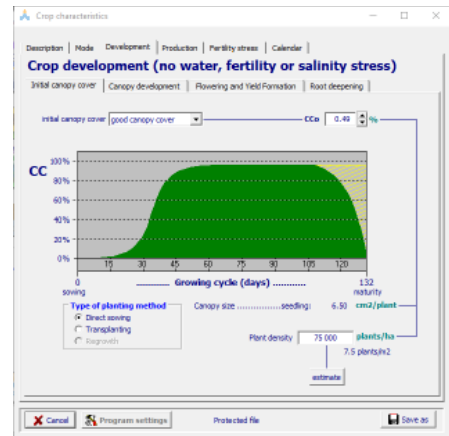 Crop characteristics
Description Mode Development Production Fertility stress Calendar
Crop development (no water, fertility or salinity stress)
Initial canopy cover Canopy development Flowering and Yield Formation Root deepening
initial canopy cover good canopy cover CCo 0.49 %
CC
100%
80%
60%
40%
20%
0%
15 30 45 60 75 90 105 120
0 Growing cycle (days) ........... 132
sowing maturity
Type of planting method
Direct sowing
Transplanting
Regrowth
Canopy size ...............seedling: 6.50 cm2/plant
Plant density 75 000 plants/ha
7.5 plants/m2
estimate
Cancel Program settings Protected file Save as